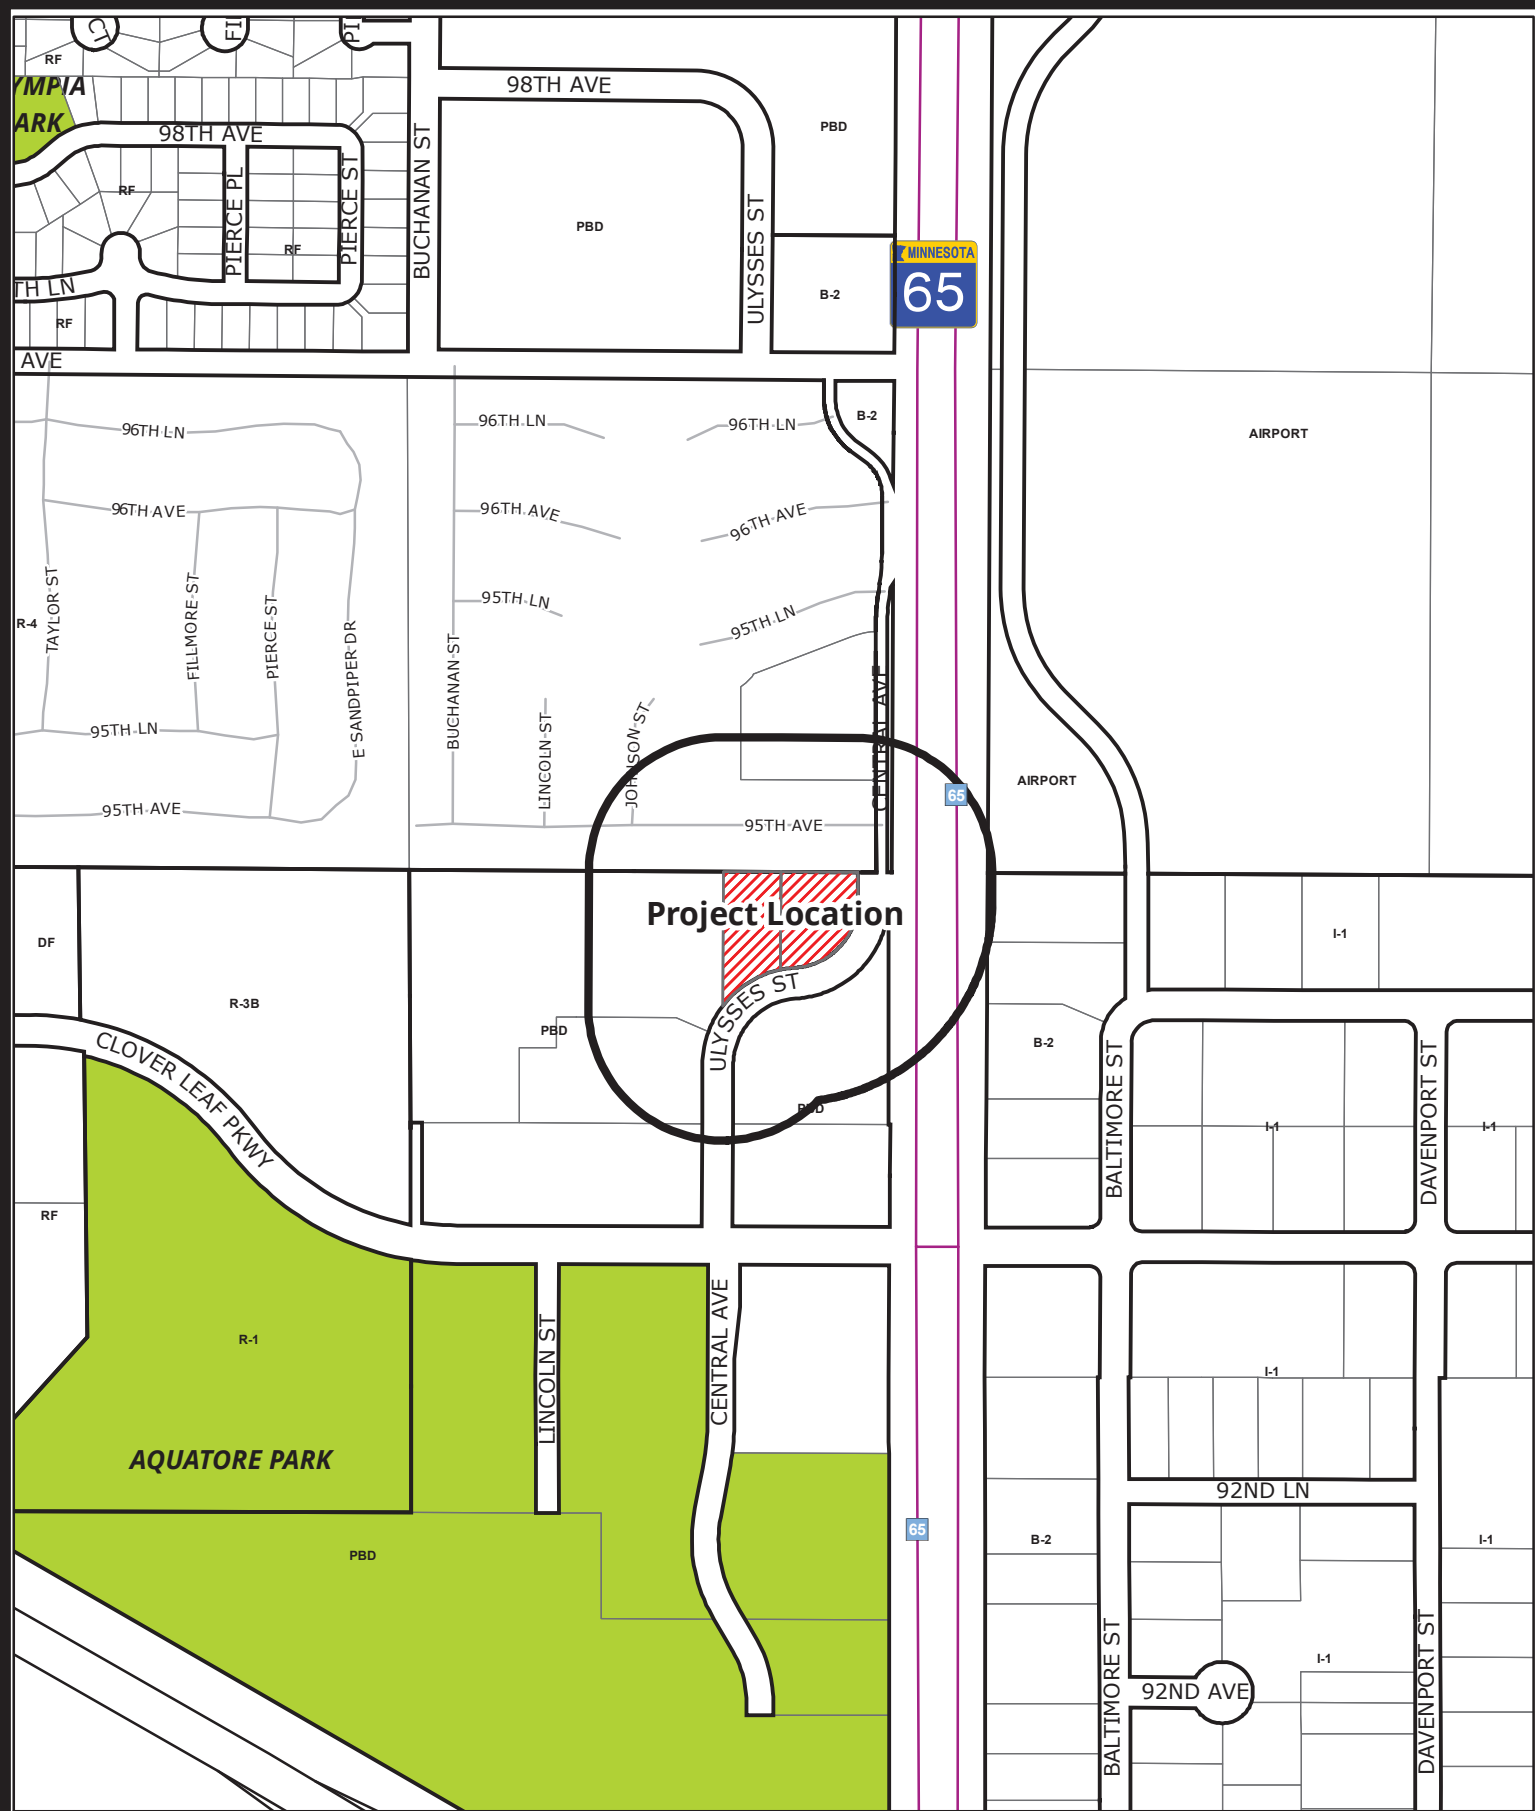 CT
FI
PI
RF
YMPIA
ARK
98TH AVE
98TH AVE
PBD
BUCHANAN ST
PIERCE PL
PIERCE ST
RF
RF
PBD
ULYSSES ST
MINNESOTA
65
B-2
TH LN
RF
AVE
96TH LN
96TH LN
96TH LN
B-2
AIRPORT
96TH AVE
96TH AVE
96TH AVE
R-4
TAYLOR ST
FILLMORE ST
PIERCE ST
E SANDPIPER DR
BUCHANAN ST
95TH LN
95TH LN
95TH LN
LINCOLN ST
JOHNSON ST
CENTRAL AVE
95TH AVE
95TH AVE
65
AIRPORT
Project Location
DF
R-3B
I-1
ULYSSES ST
PBD
B-2
CLOVER LEAF PKWY
PBD
BALTIMORE ST
I-1
DAVENPORT ST
I-1
RF
R-1
LINCOLN ST
CENTRAL AVE
I-1
AQUATORE PARK
92ND LN
65
B-2
I-1
PBD
BALTIMORE ST
I-1
92ND AVE
DAVENPORT ST